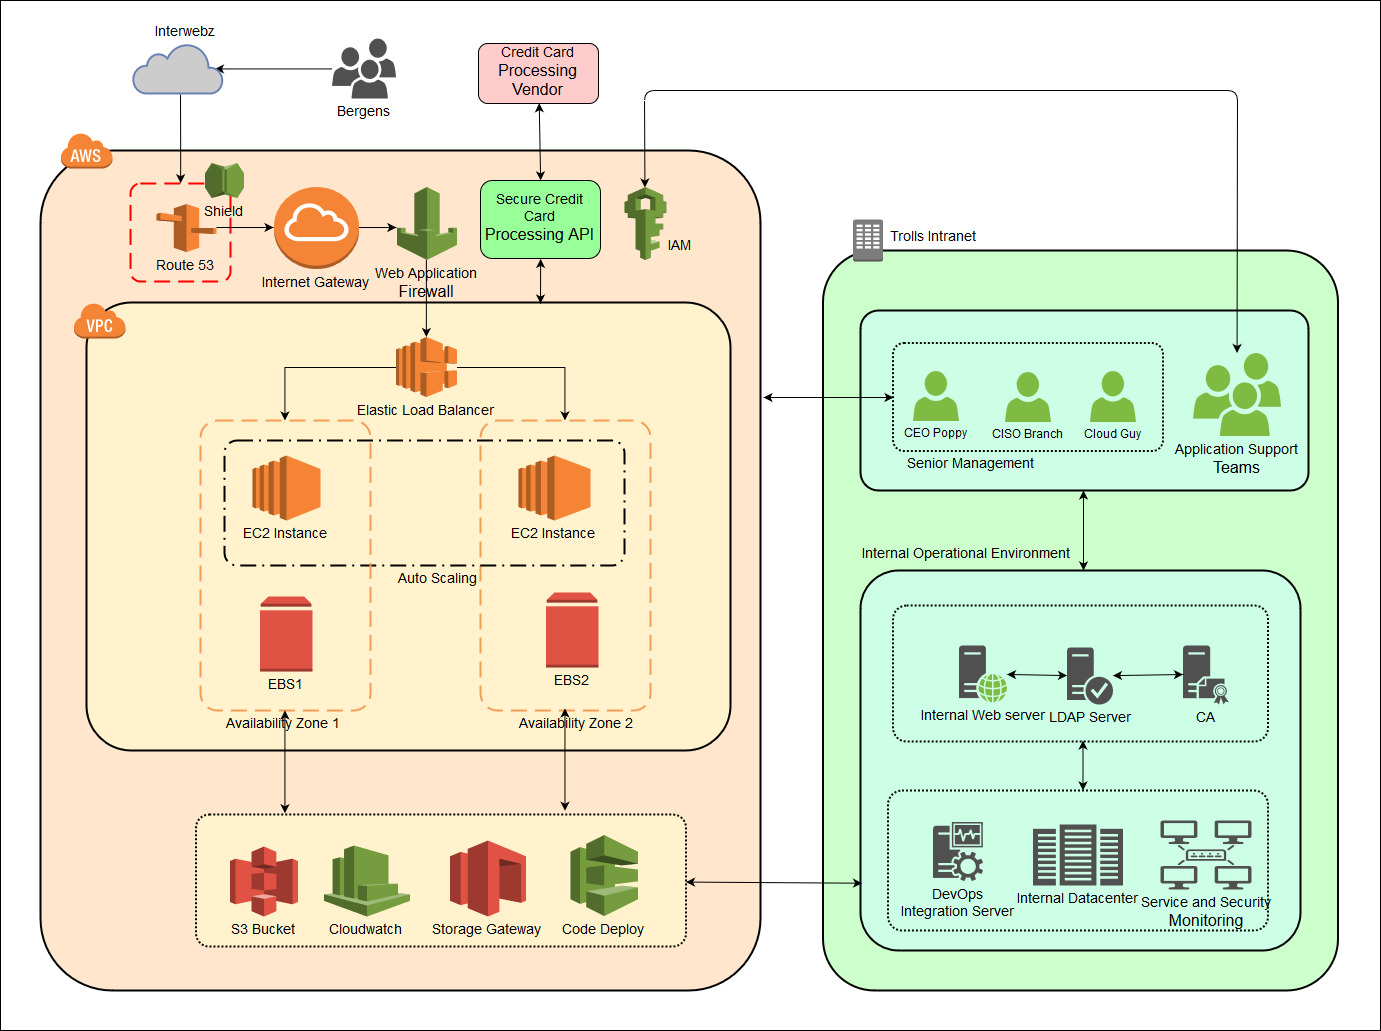 Interwebz
Bergens
Credit Card
Processing
Vendor
AWS
Shield
Route 53
Internet Gateway
Web Application
Firewall
Secure Credit
Card
Processing API
IAM
VPC
Elastic Load Balancer
EC2 Instance
EC2 Instance
Auto Scaling
EBS1
EBS2
Availability Zone 1
Availability Zone 2
S3 Bucket
Cloudwatch
Storage Gateway
Code Deploy
Trolls Intranet
CEO Poppy
CISO Branch
Cloud Guy
Senior Management
Application Support
Teams
Internal Operational Environment
Internal Web server
LDAP Server
CA
DevOps
Integration Server
Internal Datacenter
Service and Security
Monitoring